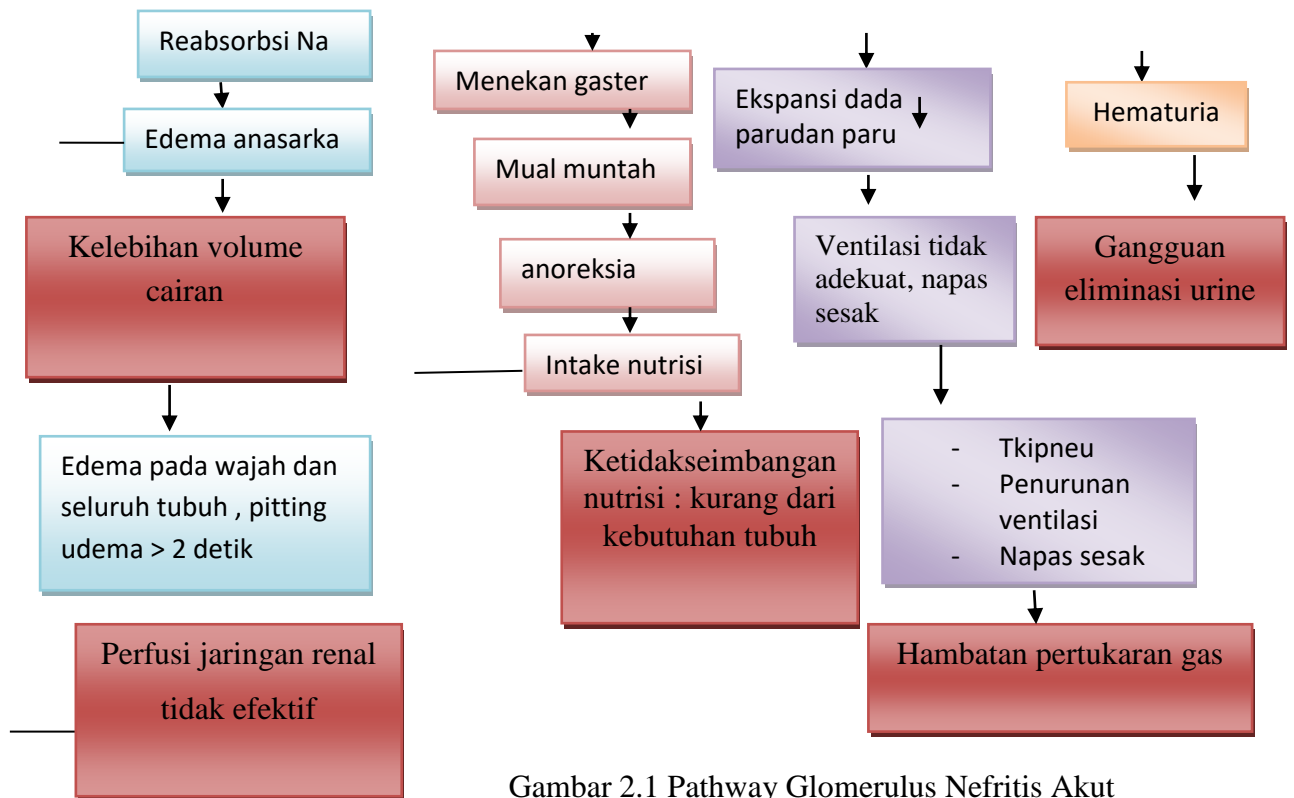 Reabsorbsi Na
Edema anasarka
Kelebihan volume
cairan
Edema pada wajah dan
seluruh tubuh , pitting
udema > 2 detik
Perfusi jaringan renal
tidak efektif
Menekan gaster
Mual muntah
anoreksia
Intake nutrisi
Ketidakseimbangan
nutrisi : kurang dari
kebutuhan tubuh
Ekspansi dada
parudan paru
Ventilasi tidak
adekuat, napas
sesak
- Tkipneu
- Penurunan
ventilasi
- Napas sesak
Hambatan pertukaran gas
Hematuria
Gangguan
eliminasi urine
Gambar 2.1 Pathway Glomerulus Nefritis Akut